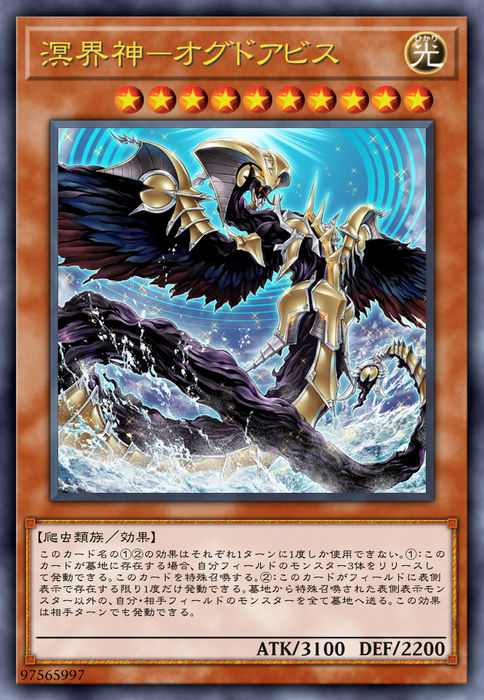 溟界神－オグドアビス
ひかり
光
【爬虫類族／効果】
このカード名の①②の効果はそれぞれ1ターンに1度しか使用できない。①：この
カードが墓地に存在する場合、自分フィールドのモンスター3体をリリースし
て発動できる。このカードを特殊召喚する。②：このカードがフィールドに表側
表示で存在する限り1度だけ発動できる。墓地から特殊召喚された表側表示モン
スター以外の、自分・相手フィールドのモンスターを全て墓地へ送る。この効果
は相手ターンでも発動できる。
ATK/3100 DEF/2200
97565997